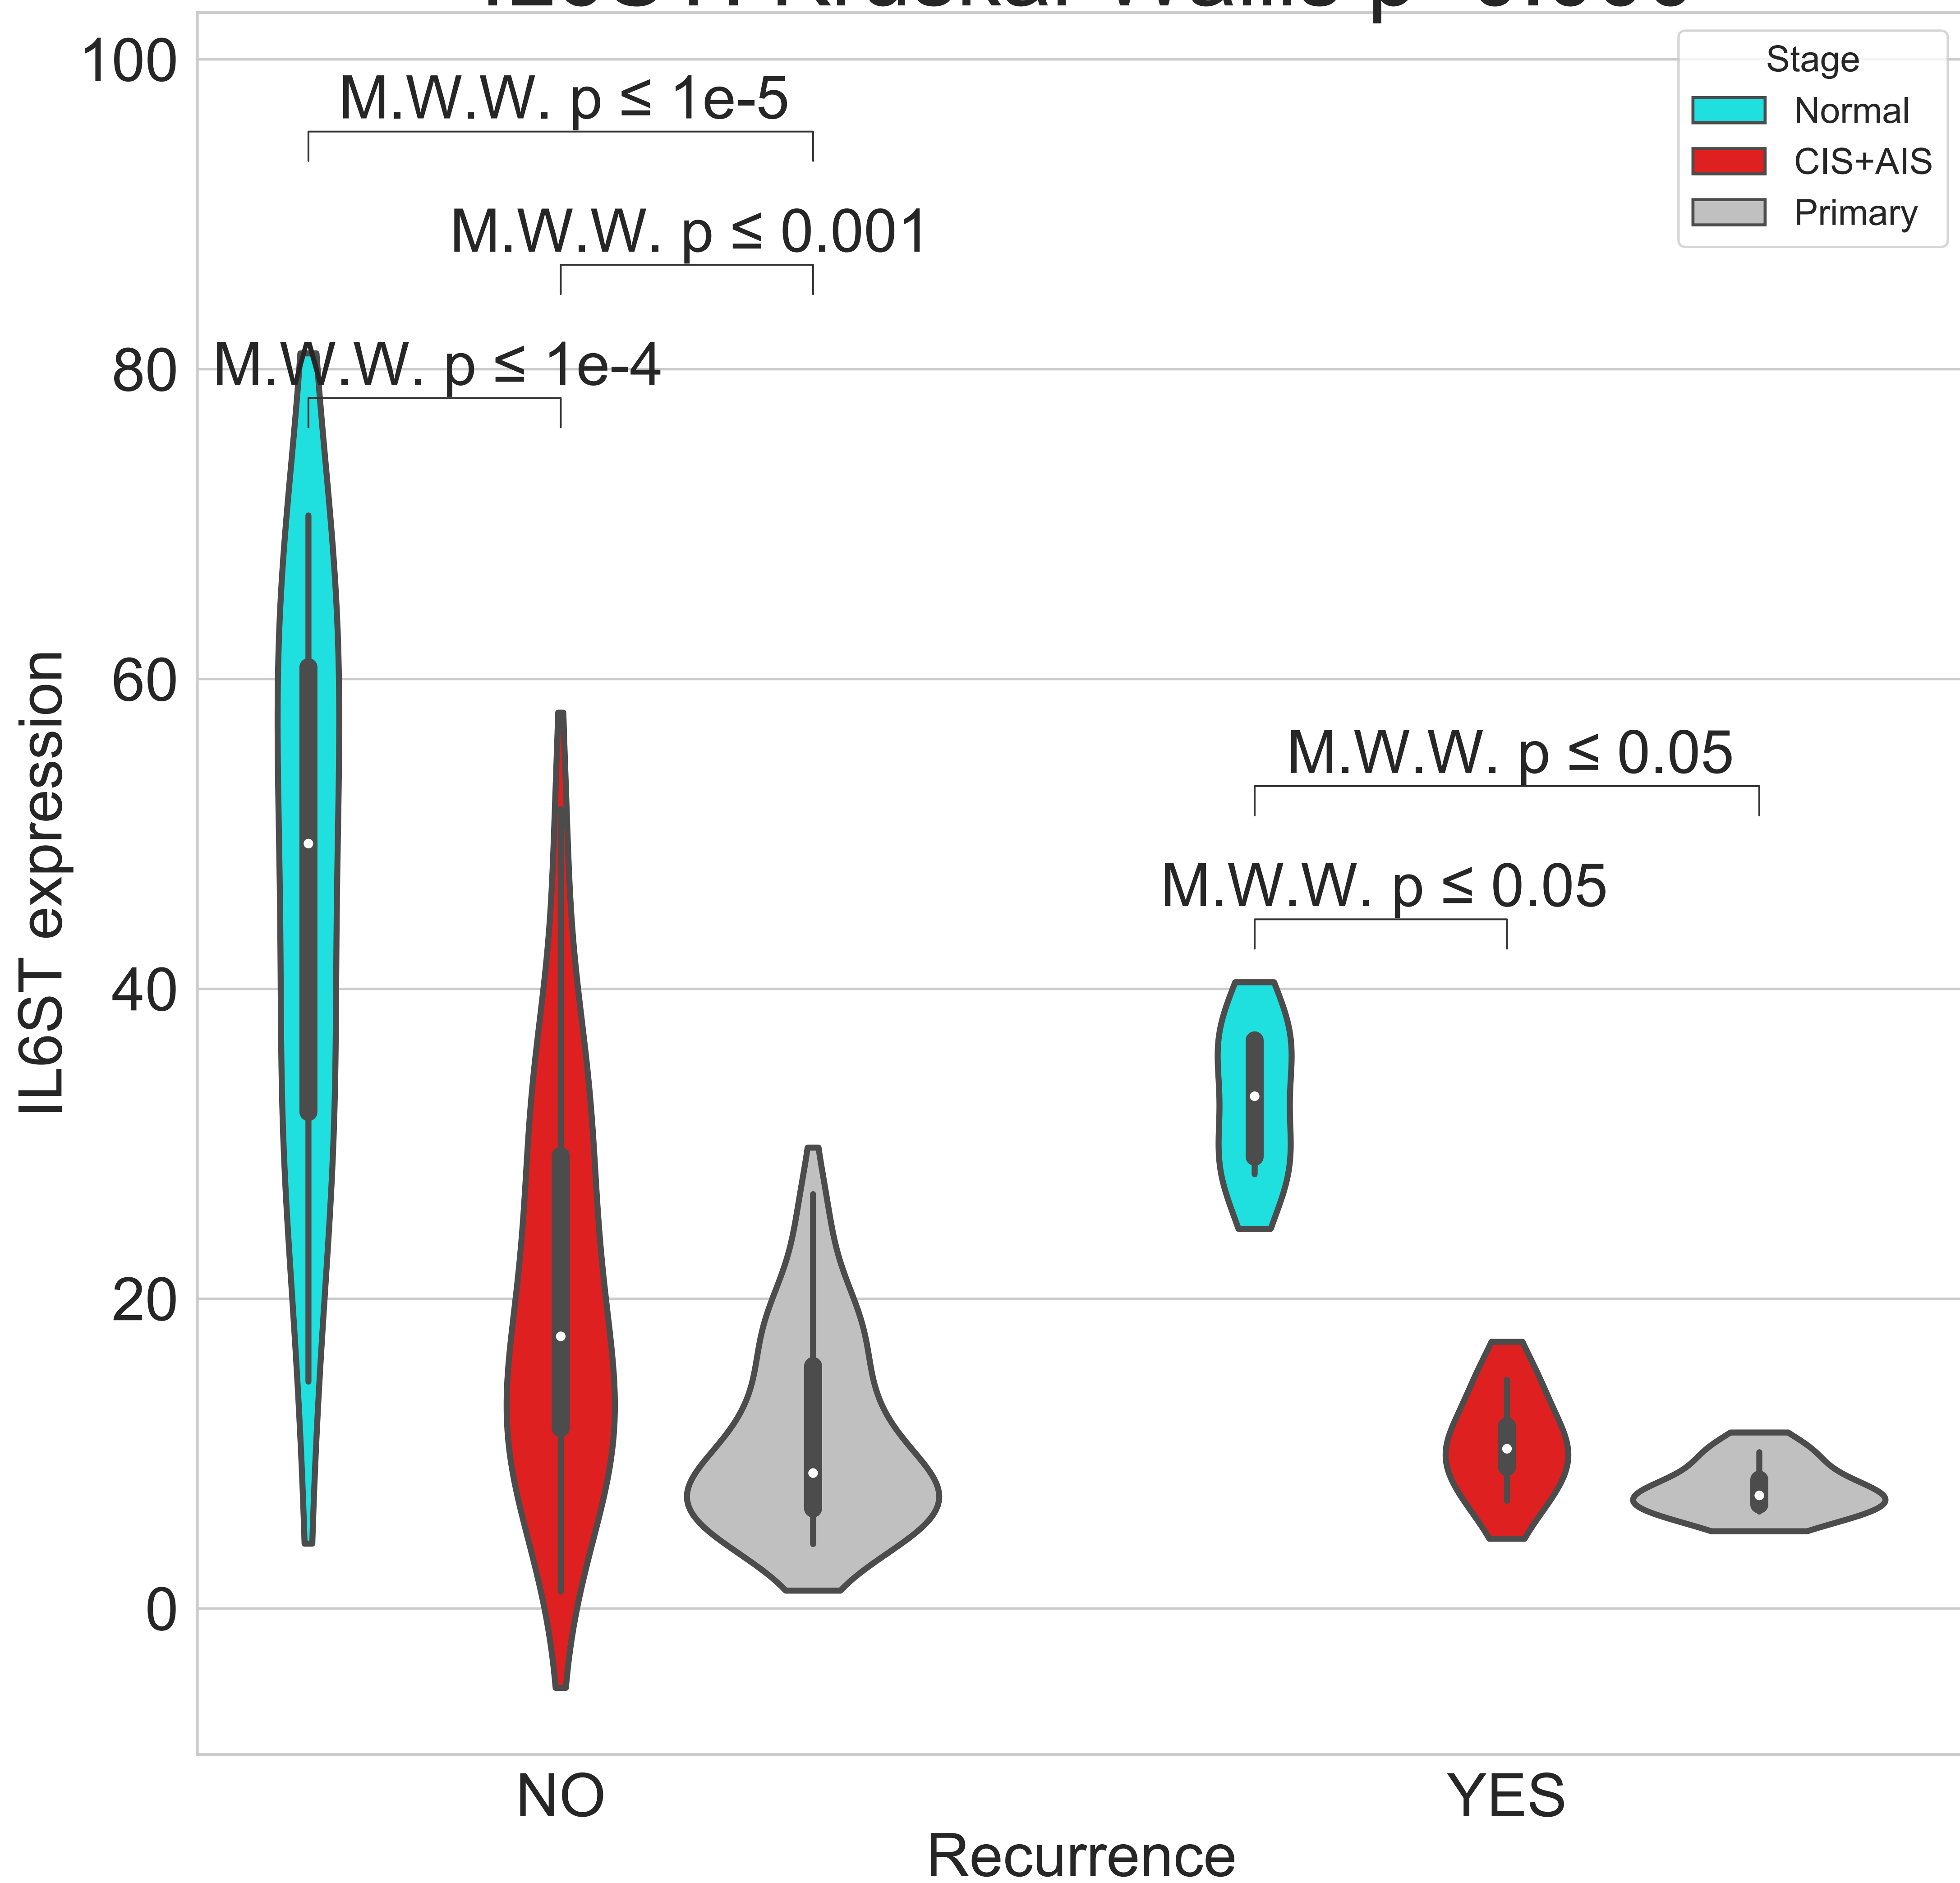 100
M.W.W. p ≤ 1e-5
Stage
Normal
CIS+AIS
Primary
M.W.W. p ≤ 0.001
80
M.W.W. p ≤ 1e-4
60
M.W.W. p ≤ 0.05
M.W.W. p ≤ 0.05
40
20
0
IL6ST expression
NO
YES
Recurrence